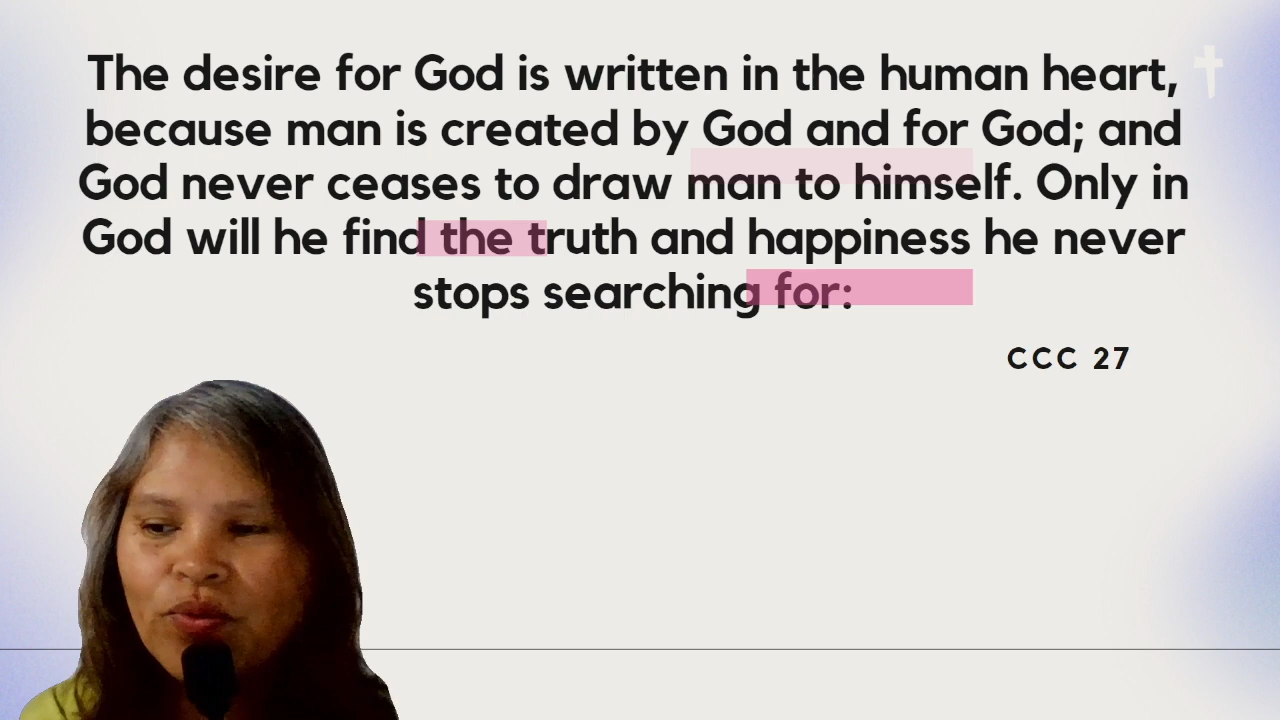 The desire for God is written in the human heart,
because man is created by God and for God; and
God never ceases to draw man to himself. Only in
God will he find the truth and happiness he never
stops searching for:
CCC 27